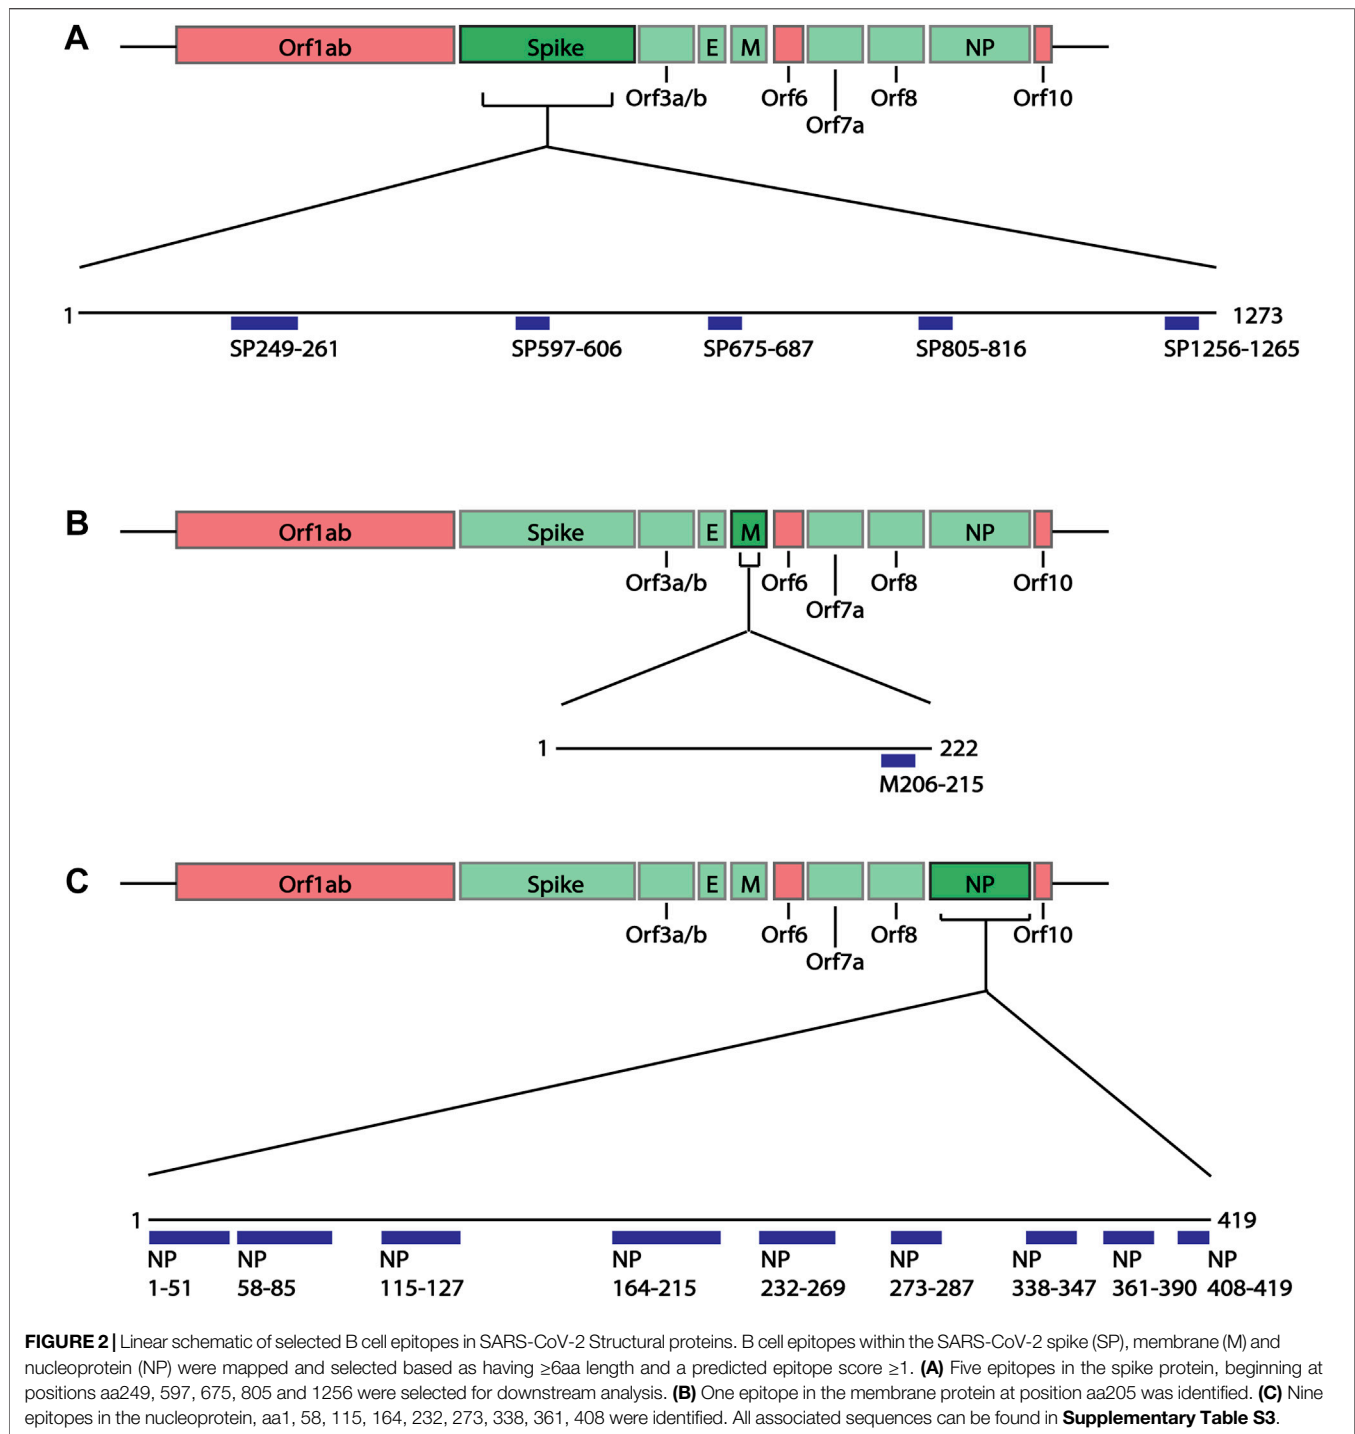 A
Orf1ab Spike E M NP
Orf3a/b Orf6 Orf8 Orf10
Orf7a
1 1273
SP249-261 SP597-606 SP675-687 SP805-816 SP1256-1265
B
Orf1ab Spike E M NP
Orf3a/b Orf6 Orf8 Orf10
Orf7a
1 222
M206-215
C
Orf1ab Spike E M NP
Orf3a/b Orf6 Orf8 Orf10
Orf7a
1 419
NP NP NP NP NP NP NP NP NP
1-51 58-85 115-127 164-215 232-269 273-287 338-347 361-390 408-419
FIGURE 2 | Linear schematic of selected B cell epitopes in SARS-CoV-2 Structural proteins. B cell epitopes within the SARS-CoV-2 spike (SP), membrane (M) and
nucleoprotein (NP) were mapped and selected based as having ≥6aa length and a predicted epitope score ≥1. (A) Five epitopes in the spike protein, beginning at
positions aa249, 597, 675, 805 and 1256 were selected for downstream analysis. (B) One epitope in the membrane protein at position aa205 was identified. (C) Nine
epitopes in the nucleoprotein, aa1, 58, 115, 164, 232, 273, 338, 361, 408 were identified. All associated sequences can be found in Supplementary Table S3.